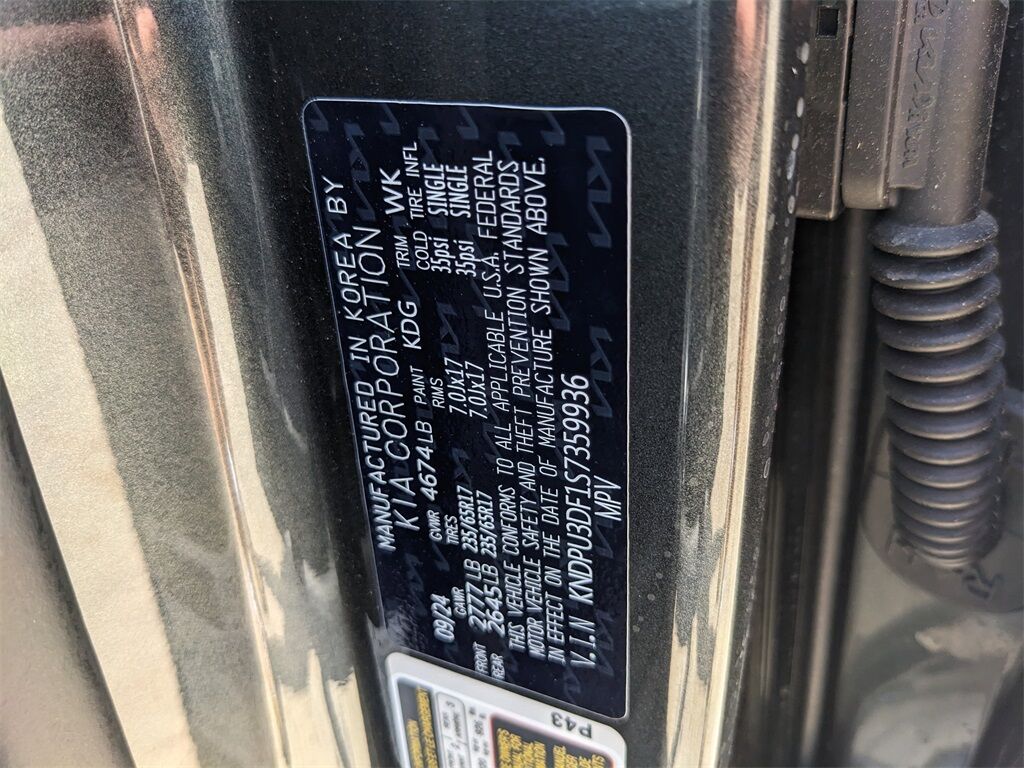 MANUFACTURED IN KOREA BY
KIA CORPORATION
09/24 GVWR 4674LB PAINT KDG TRIM WK
GAWR TIRES RIMS COLD TIRE INFL
FRONT 2777LB 235/65R17 7.0Jx17 35psi SINGLE
REAR 2645LB 235/65R17 7.0Jx17 35psi SINGLE
THIS VEHICLE CONFORMS TO ALL APPLICABLE U.S.A. FEDERAL
MOTOR VEHICLE SAFETY AND THEFT PREVENTION STANDARDS
IN EFFECT ON THE DATE OF MANUFACTURE SHOWN ABOVE.
V.I.N KNDPU3DF1S7359936
MPV
P43